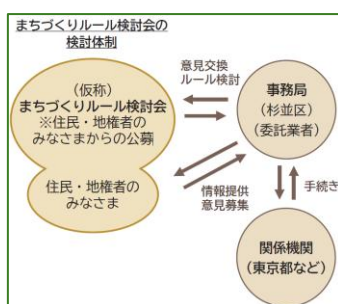 まちづくりルール検討会の
検討体制
(仮称)
まちづくりルール検討会
※住民・地権者の
みなさまからの公募
住民・地権者の
みなさま
意見交換
ルール検討
事務局
(杉並区)
(委託業者)
情報提供
意見募集
手続き
関係機関
(東京都など)